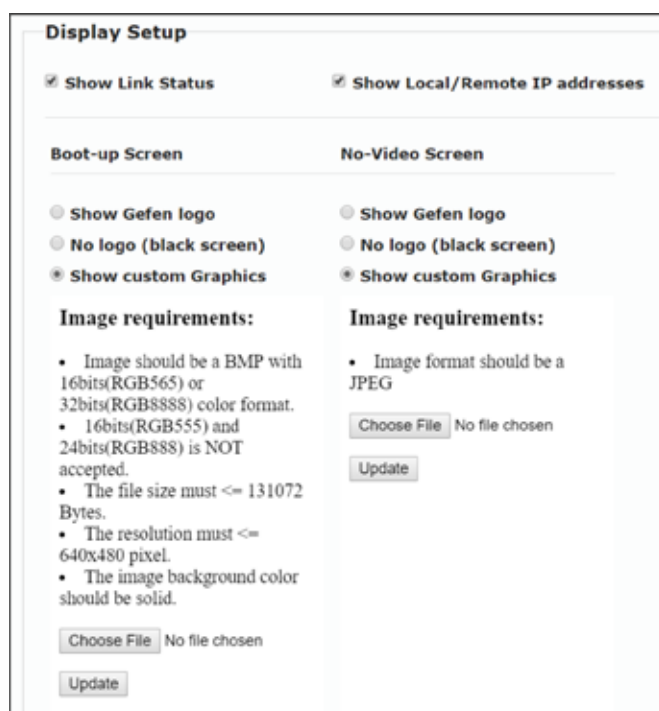 Display Setup
Show Link Status
Show Local/Remote IP addresses
Boot-up Screen
Show Gefen logo
No logo (black screen)
Show custom Graphics
Image requirements:
• Image should be a BMP with
16bits(RGB565) or
32bits(RGB8888) color format.
• 16bits(RGB555) and
24bits(RGB888) is NOT
accepted.
• The file size must <= 131072
Bytes.
• The resolution must <=
640x480 pixel.
• The image background color
should be solid.
Choose File No file chosen
Update
No-Video Screen
Show Gefen logo
No logo (black screen)
Show custom Graphics
Image requirements:
• Image format should be a
JPEG
Choose File No file chosen
Update